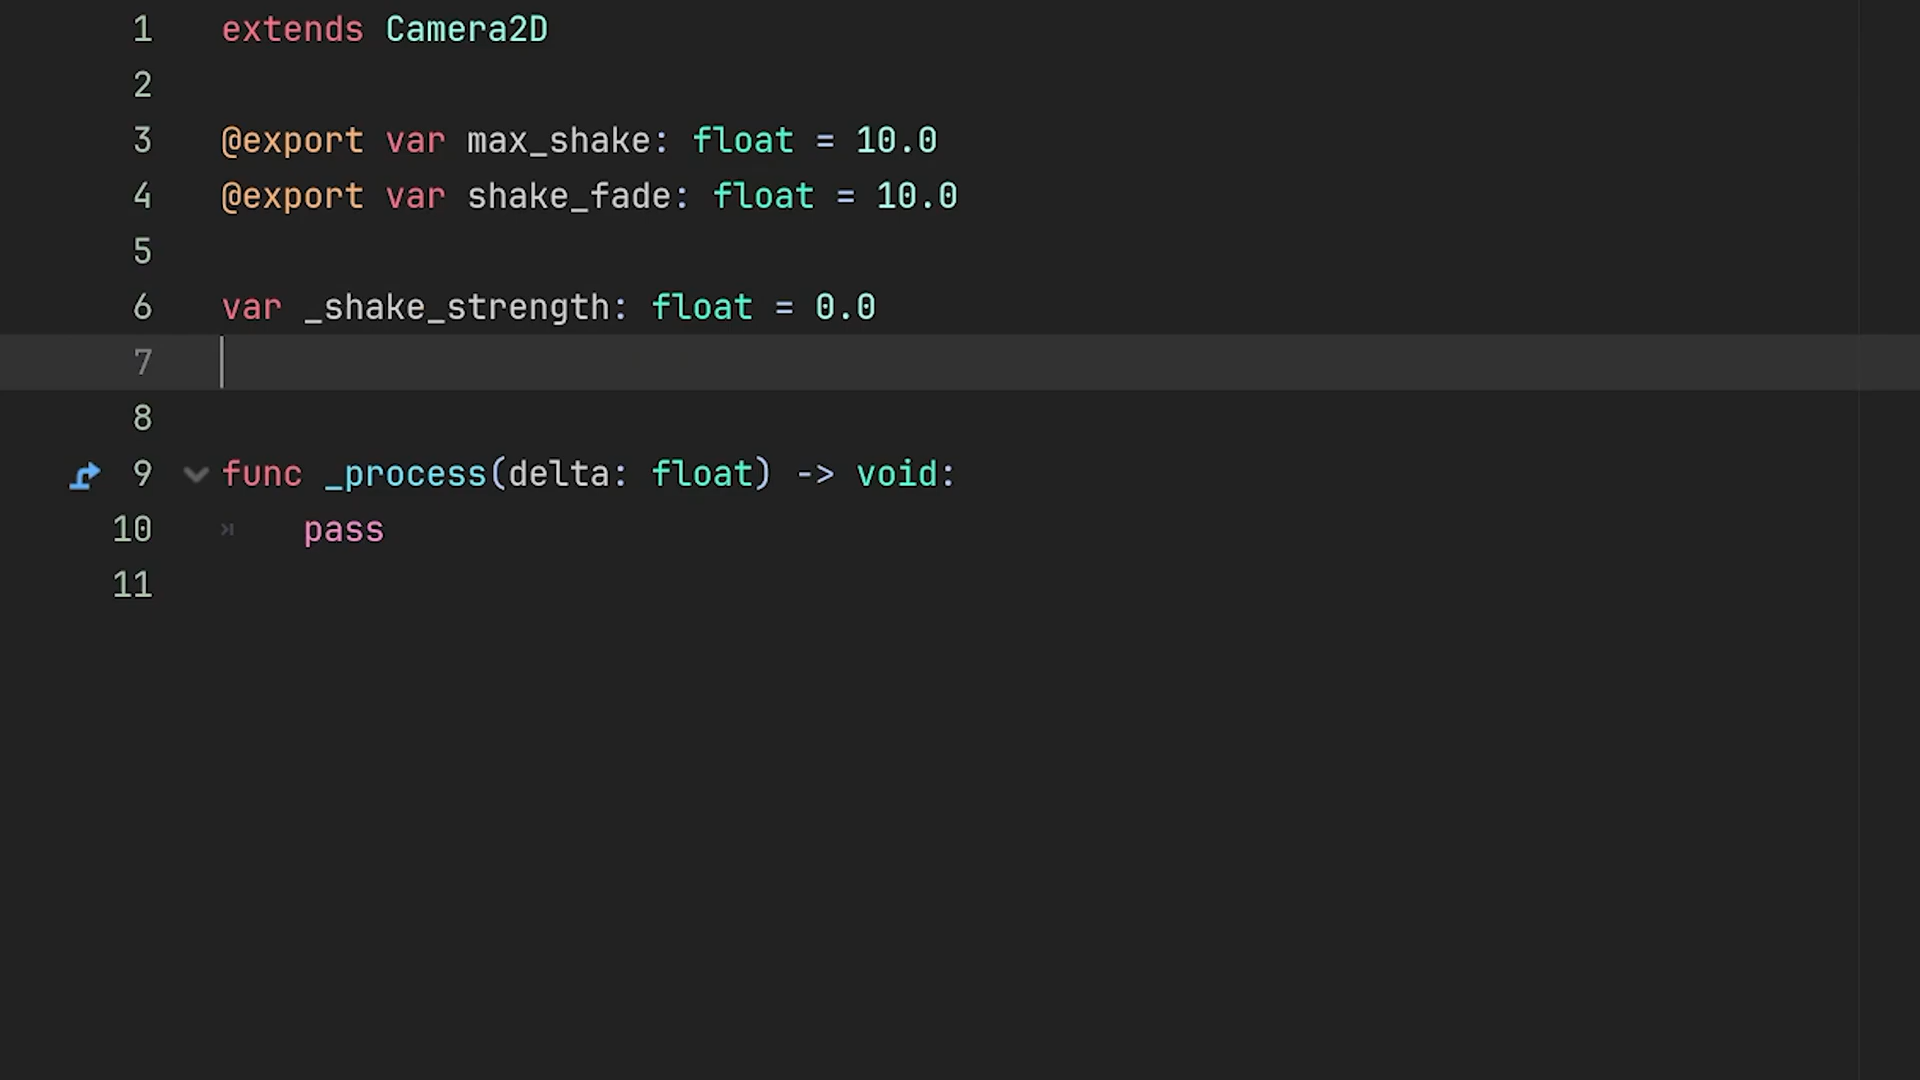 1 extends Camera2D
2
3 @export var max_shake: float = 10.0
4 @export var shake_fade: float = 10.0
5
6 var _shake_strength: float = 0.0
7
8
9 func _process(delta: float) -> void:
10 pass
11